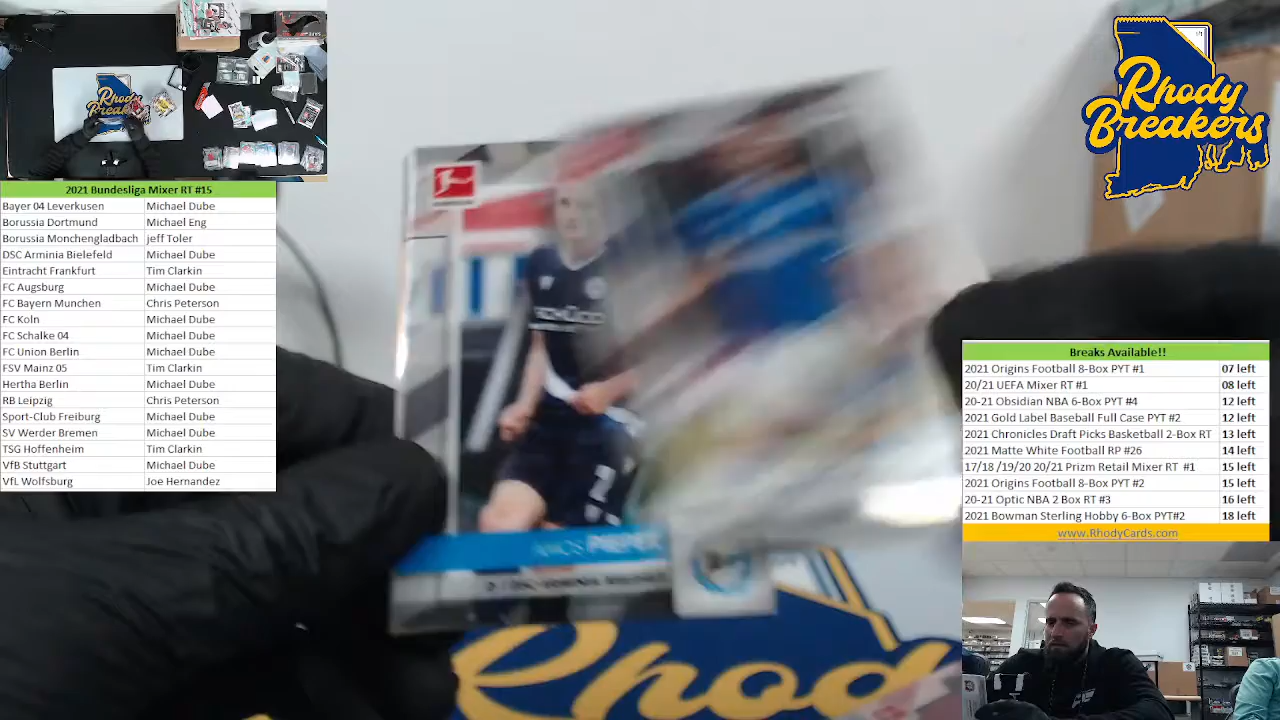 Rhody
Breakers
Rhody
Breakers
2021 Bundesliga Mixer RT #15
Bayer 04 Leverkusen Michael Dube
Borussia Dortmund Michael Eng
Borussia Monchengladbach jeff Toler
DSC Arminia Bielefeld Michael Dube
Eintracht Frankfurt Tim Clarkin
FC Augsburg Michael Dube
FC Bayern Munchen Chris Peterson
FC Koln Michael Dube
FC Schalke 04 Michael Dube
FC Union Berlin Michael Dube
FSV Mainz 05 Tim Clarkin
Hertha Berlin Michael Dube
RB Leipzig Chris Peterson
Sport-Club Freiburg Michael Dube
SV Werder Bremen Michael Dube
TSG Hoffenheim Tim Clarkin
VfB Stuttgart Michael Dube
VfL Wolfsburg Joe Hernandez
SCHÜCO
Breaks Available!!
2021 Origins Football 8-Box PYT #1 07 left
20/21 UEFA Mixer RT #1 08 left
20-21 Obsidian NBA 6-Box PYT #4 12 left
2021 Gold Label Baseball Full Case PYT #2 12 left
2021 Chronicles Draft Picks Basketball 2-Box RT 13 left
2021 Matte White Football RP #26 14 left
17/18 /19/20 20/21 Prizm Retail Mixer RT #1 15 left
2021 Origins Football 8-Box PYT #2 15 left
20-21 Optic NBA 2 Box RT #3 16 left
2021 Bowman Sterling Hobby 6-Box PYT#2 18 left
www.RhodyCards.com
Rhod